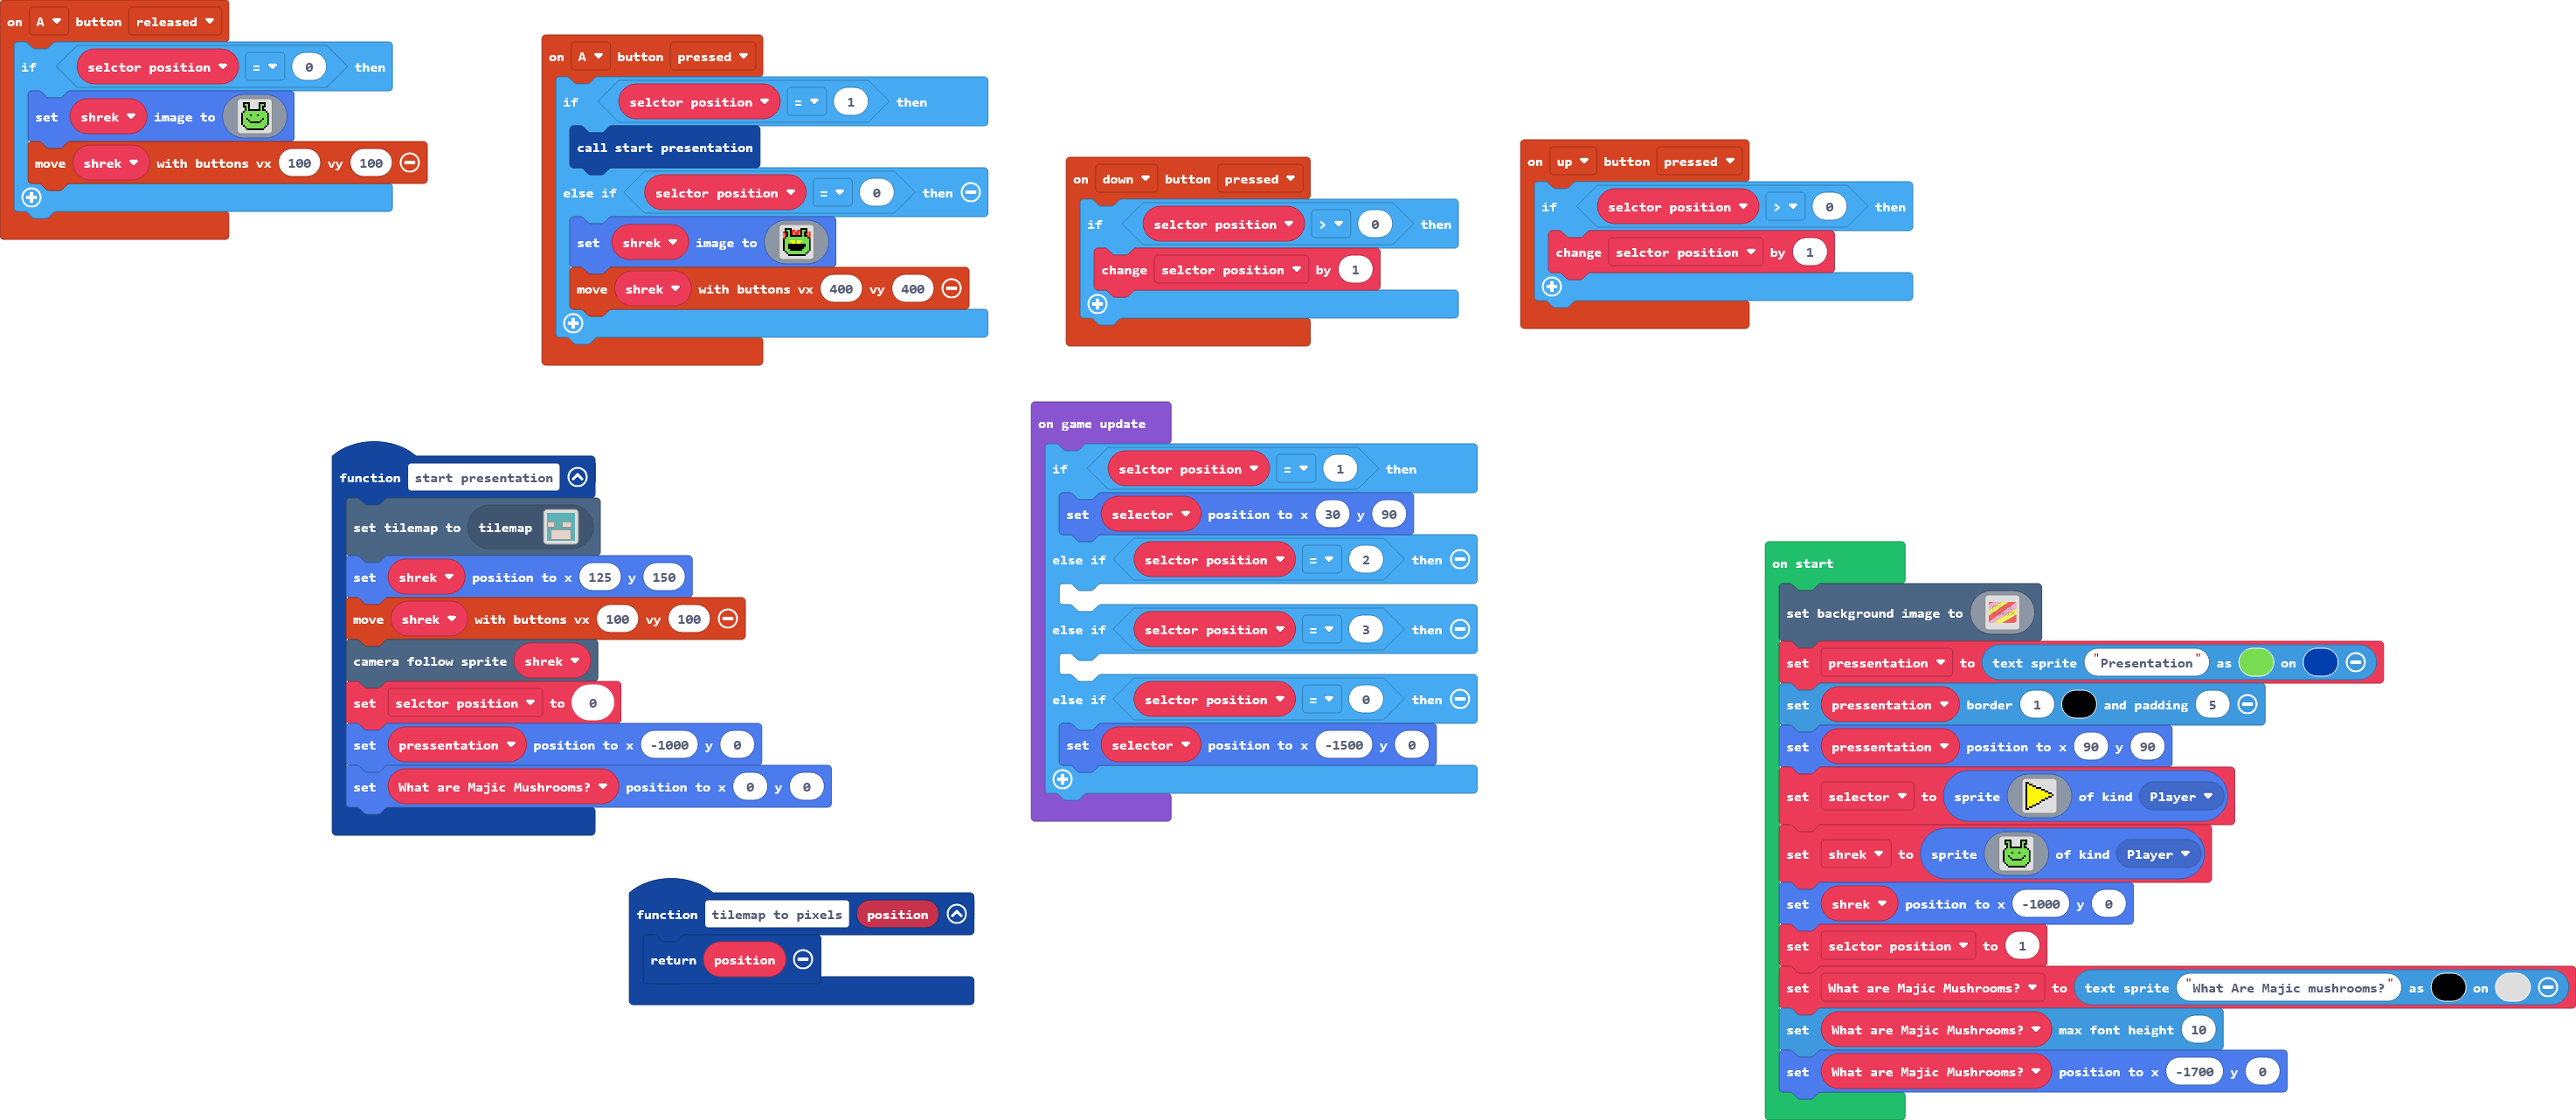 on A button released
if selctor position = 0 then
set shrek image to
move shrek with buttons vx 100 vy 100
on A button pressed
if selctor position = 1 then
call start presentation
else if selctor position = 0 then
set shrek image to
move shrek with buttons vx 400 vy 400
on down button pressed
if selctor position > 0 then
change selctor position by 1
on up button pressed
if selctor position > 0 then
change selctor position by 1
function start presentation
set tilemap to tilemap
set shrek position to x 125 y 150
move shrek with buttons vx 100 vy 100
camera follow sprite shrek
set selctor position to 0
set pressentation position to x -1000 y 0
set What are Majic Mushrooms? position to x 0 y 0
on game update
if selctor position = 1 then
set selector position to x 30 y 90
else if selctor position = 2 then
else if selctor position = 3 then
else if selctor position = 0 then
set selector position to x -1500 y 0
function tilemap to pixels position
return position
on start
set background image to
set pressentation to text sprite "Presentation" as on
set pressentation border 1 and padding 5
set pressentation position to x 90 y 90
set selector to sprite of kind Player
set shrek to sprite of kind Player
set shrek position to x -1000 y 0
set selctor position to 1
set What are Majic Mushrooms? to text sprite "What Are Majic mushrooms?" as on
set What are Majic Mushrooms? max font height 10
set What are Majic Mushrooms? position to x -1700 y 0